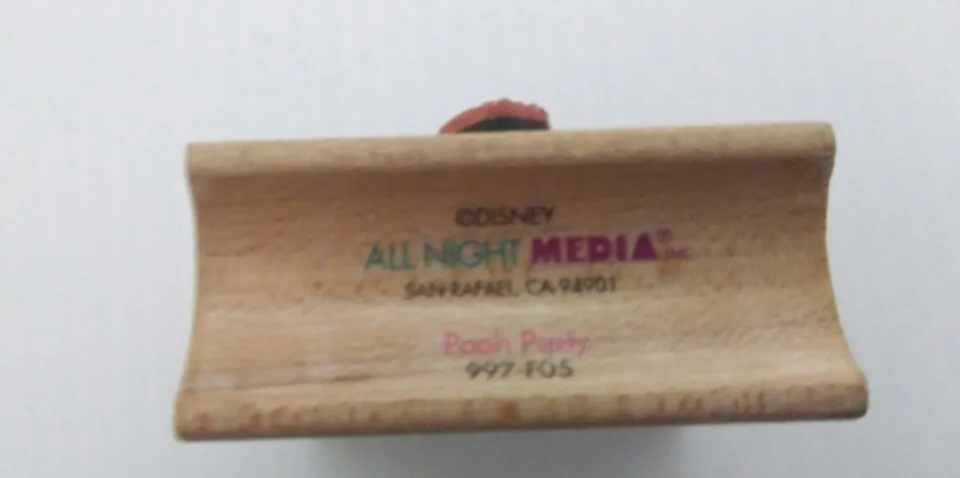 ©DISNEY
ALL NIGHT MEDIA® INC.
SAN RAFAEL, CA 94901
Pooh Party
997-F05